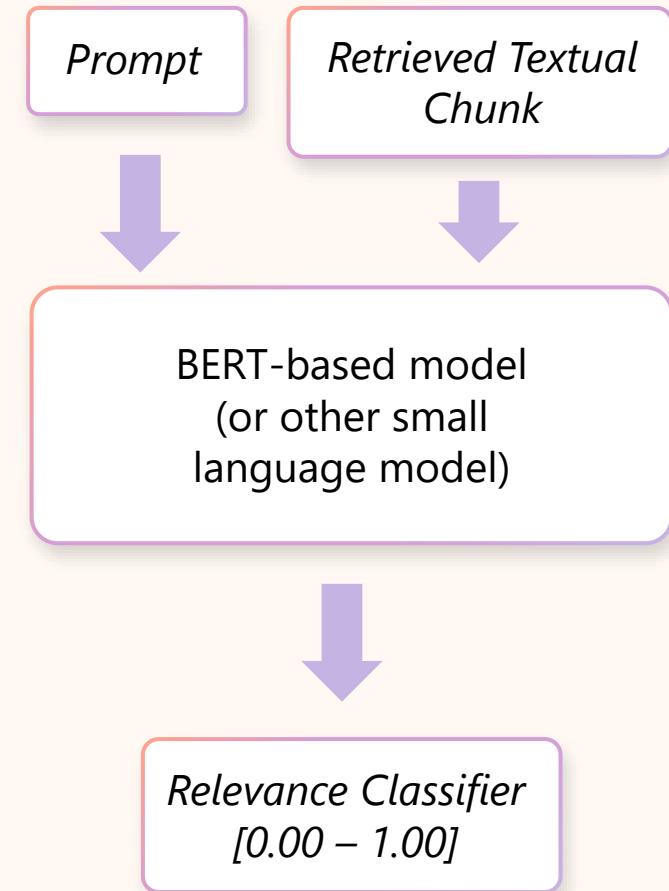 Prompt
Retrieved Textual
Chunk
BERT-based model
(or other small
language model)
Relevance Classifier
[0.00 – 1.00]